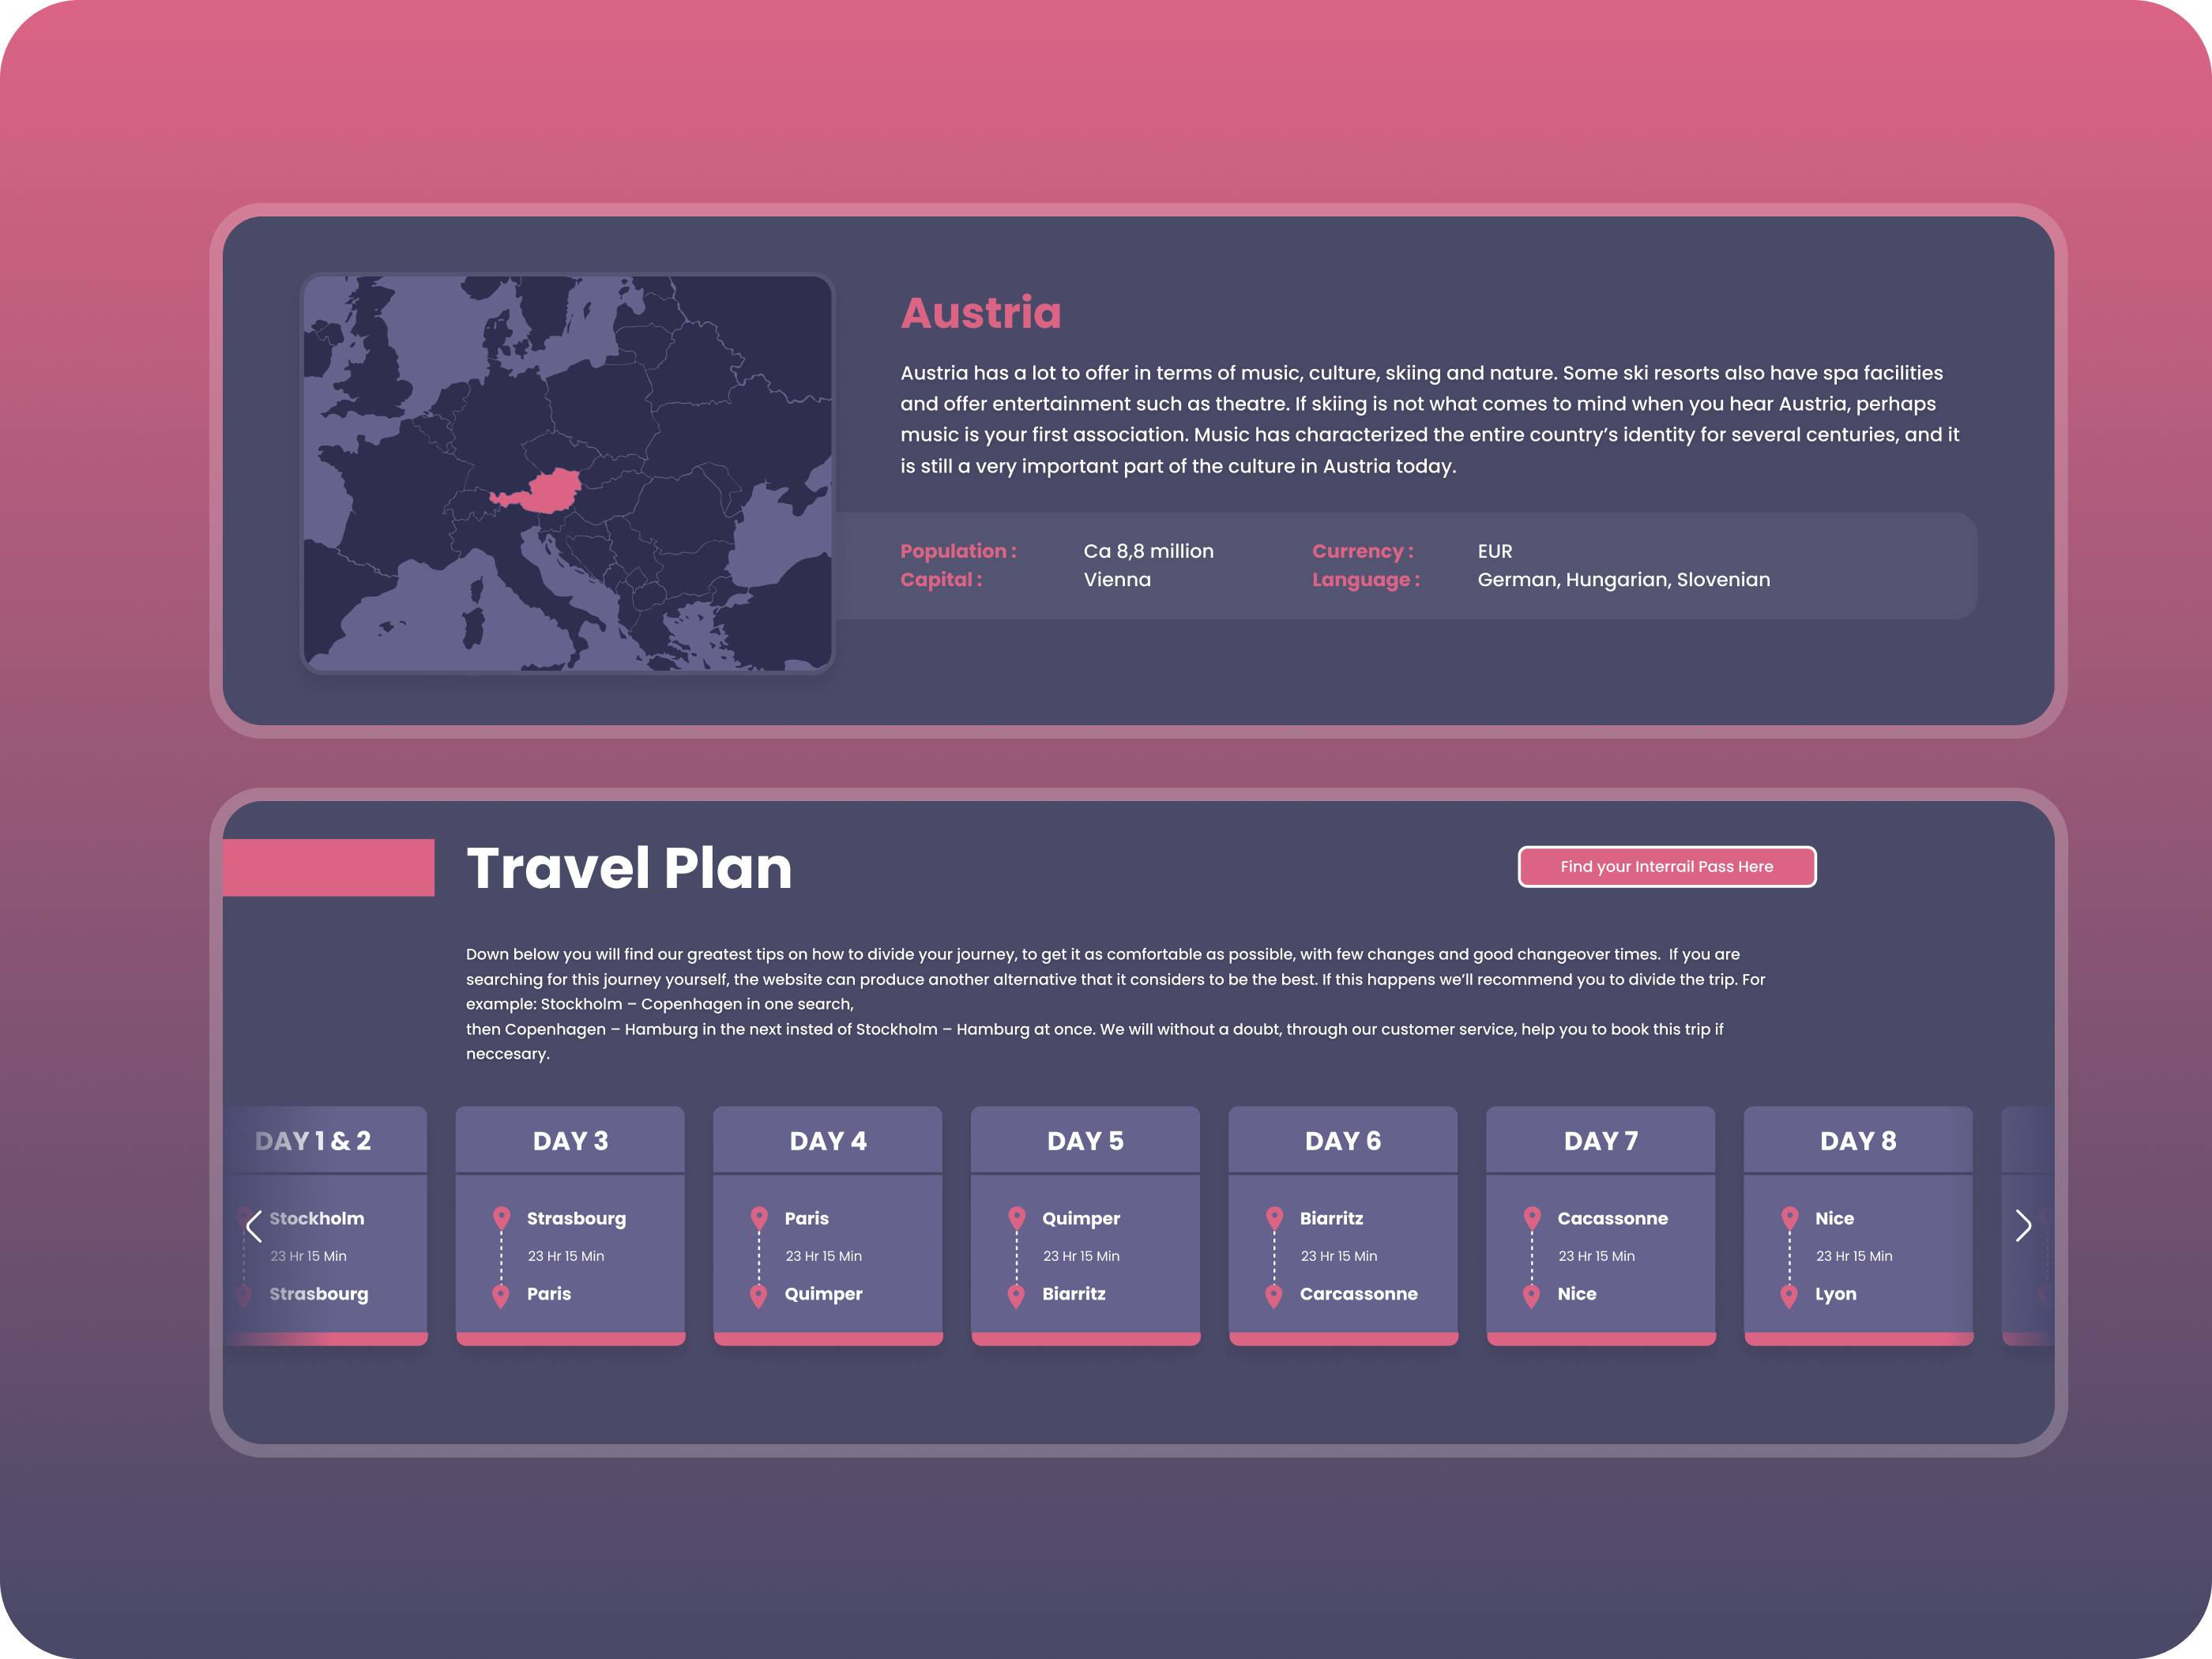 Austria
Austria has a lot to offer in terms of music, culture, skiing and nature. Some ski resorts also have spa facilities
and offer entertainment such as theatre. If skiing is not what comes to mind when you hear Austria, perhaps
music is your first association. Music has characterized the entire country’s identity for several centuries, and it
is still a very important part of the culture in Austria today.
Population : Ca 8,8 million Currency : EUR
Capital : Vienna Language : German, Hungarian, Slovenian
Travel Plan
Find your Interrail Pass Here
Down below you will find our greatest tips on how to divide your journey, to get it as comfortable as possible, with few changes and good changeover times.  If you are
searching for this journey yourself, the website can produce another alternative that it considers to be the best. If this happens we’ll recommend you to divide the trip. For
example: Stockholm – Copenhagen in one search,
then Copenhagen – Hamburg in the next insted of Stockholm – Hamburg at once. We will without a doubt, through our customer service, help you to book this trip if
neccesary.
DAY 1 & 2
Stockholm
23 Hr 15 Min
Strasbourg
DAY 3
Strasbourg
23 Hr 15 Min
Paris
DAY 4
Paris
23 Hr 15 Min
Quimper
DAY 5
Quimper
23 Hr 15 Min
Biarritz
DAY 6
Biarritz
23 Hr 15 Min
Carcassonne
DAY 7
Cacassonne
23 Hr 15 Min
Nice
DAY 8
Nice
23 Hr 15 Min
Lyon